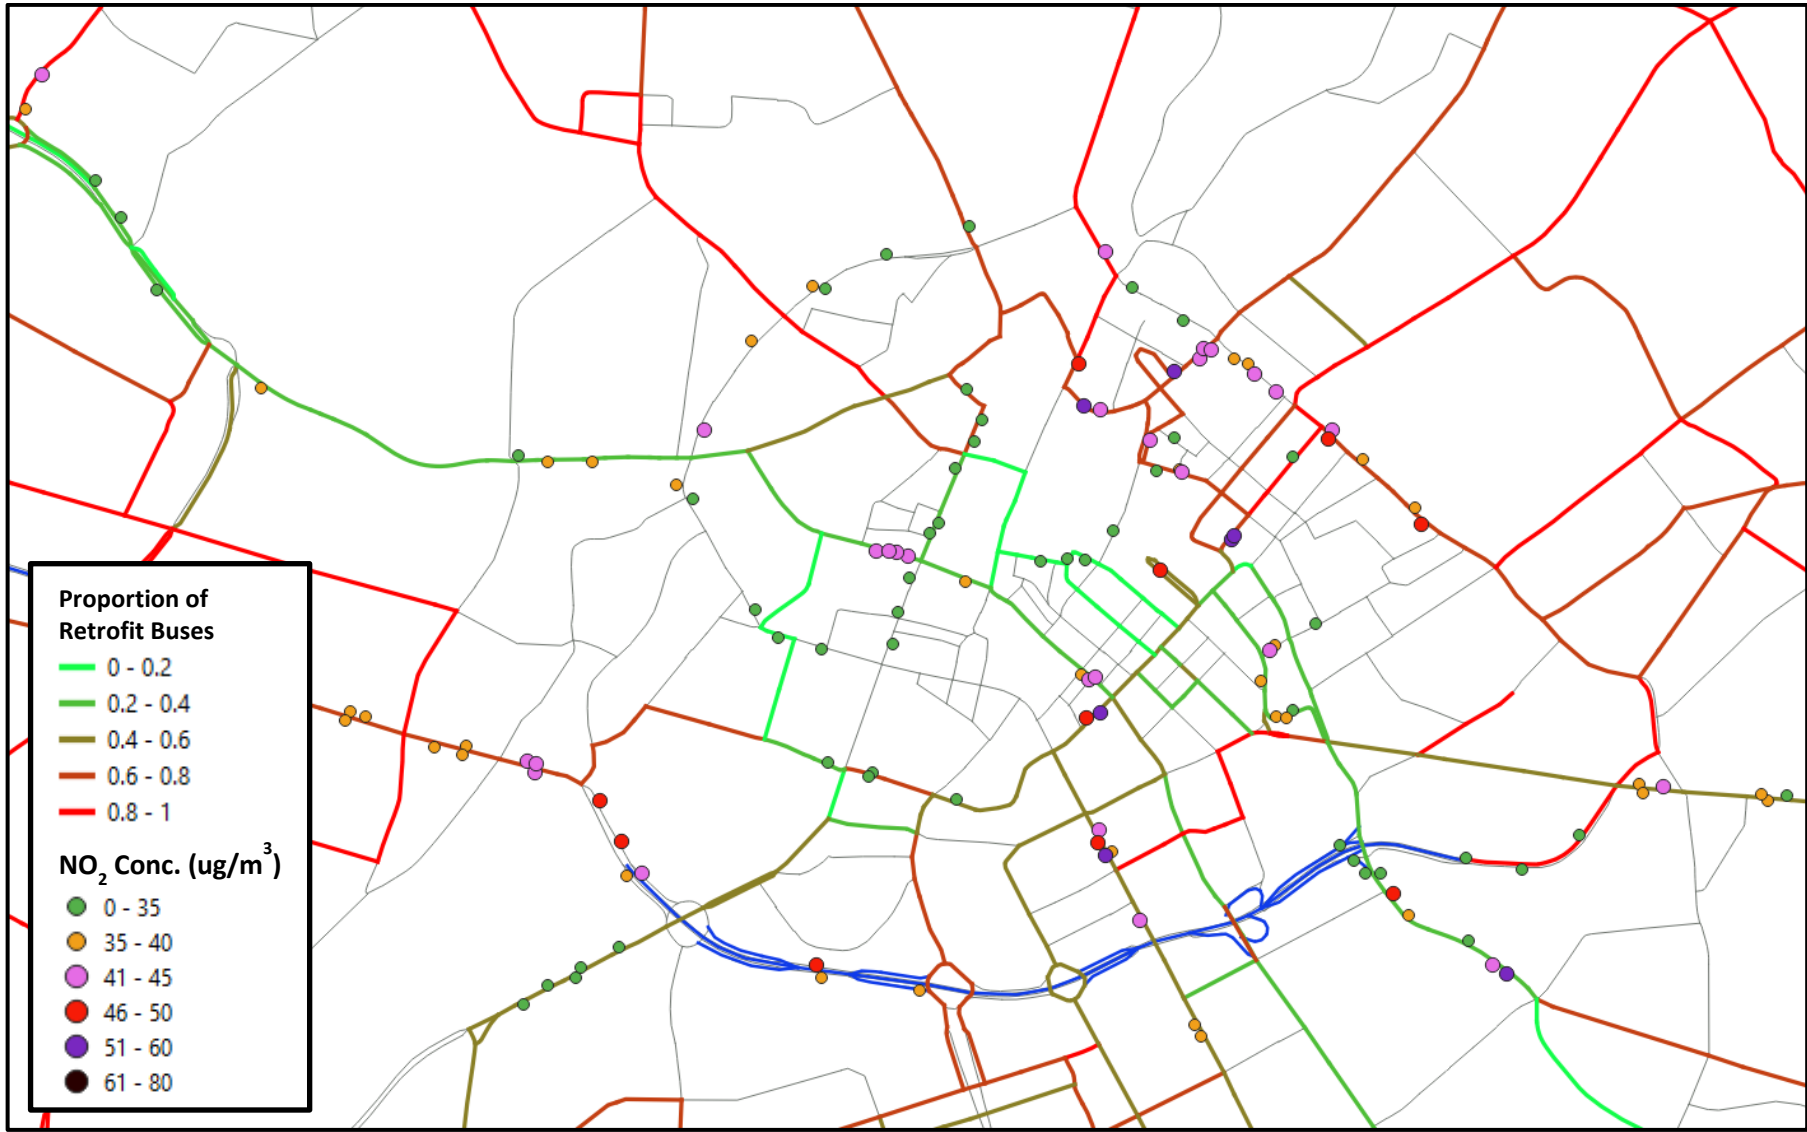 Proportion of
Retrofit Buses
0 - 0.2
0.2 - 0.4
0.4 - 0.6
0.6 - 0.8
0.8 - 1
NO₂ Conc. (ug/m³)
0 - 35
35 - 40
41 - 45
46 - 50
51 - 60
61 - 80